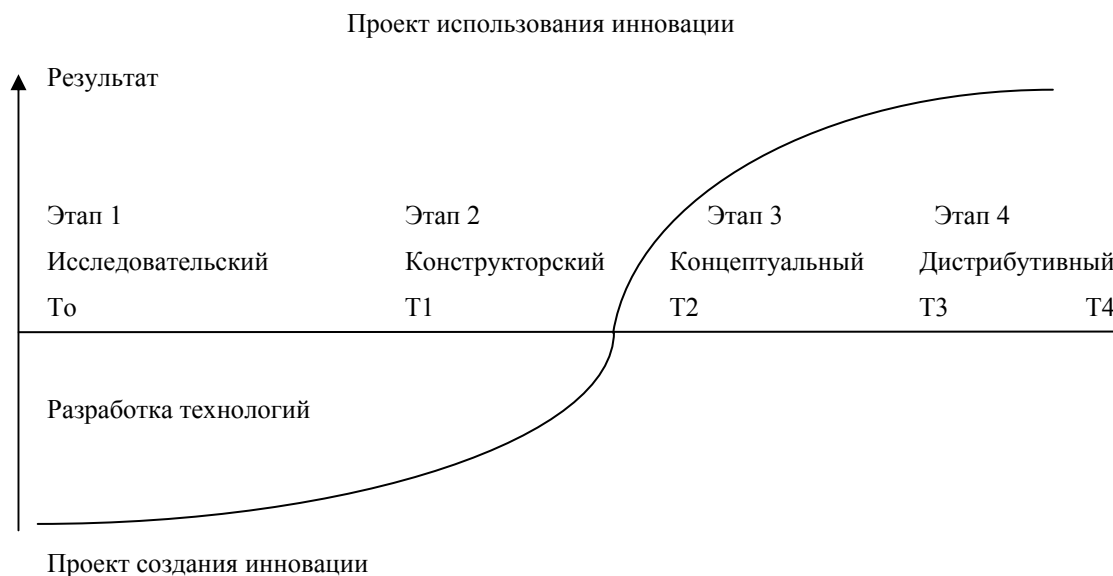 Проект использования инновации
Результат
Этап 1 Этап 2 Этап 3 Этап 4
Исследовательский Конструкторский Концептуальный Дистрибутивный
То Т1 Т2 Т3 Т4
Разработка технологий
Проект создания инновации